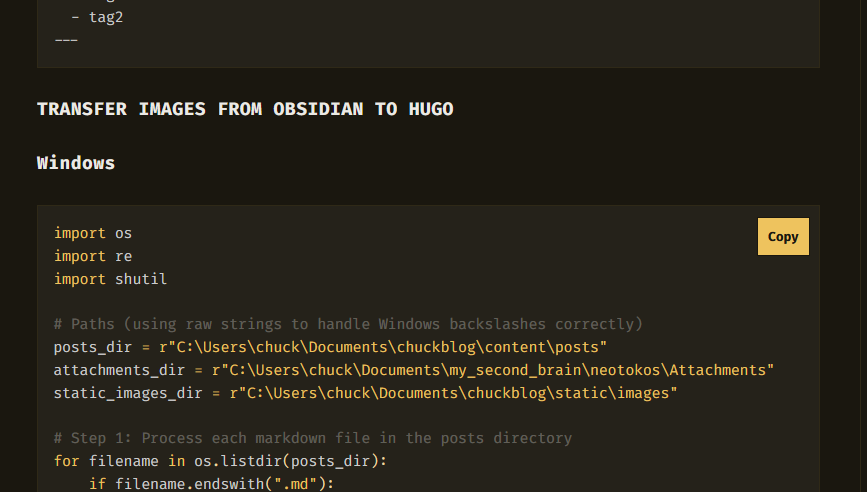 - tag2
---
TRANSFER IMAGES FROM OBSIDIAN TO HUGO
Windows
Copy
import os
import re
import shutil
# Paths (using raw strings to handle Windows backslashes correctly)
posts_dir = r"C:\Users\chuck\Documents\chuckblog\content\posts"
attachments_dir = r"C:\Users\chuck\Documents\my_second_brain\neotokos\Attachments"
static_images_dir = r"C:\Users\chuck\Documents\chuckblog\static\images"
# Step 1: Process each markdown file in the posts directory
for filename in os.listdir(posts_dir):
    if filename.endswith(".md"):